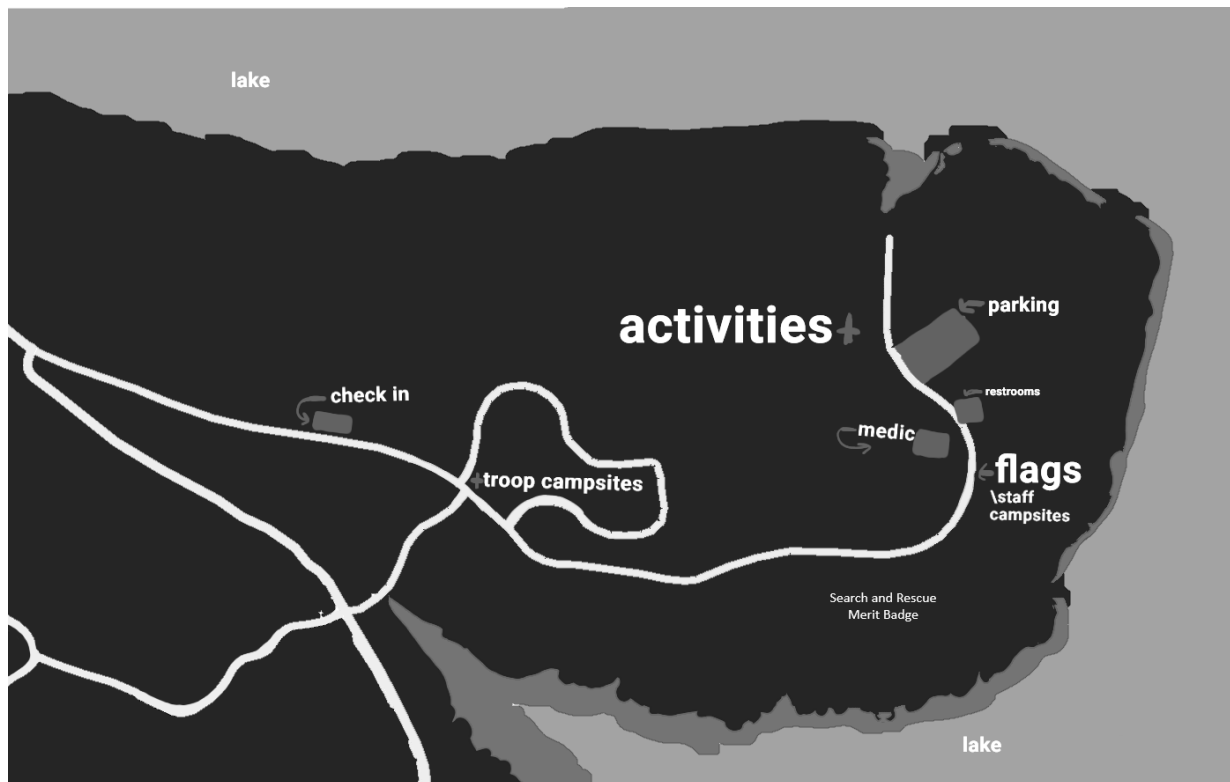 lake
activities
parking
check in
restrooms
medic
flags
\staff
campsites
troop campsites
Search and Rescue
Merit Badge
lake